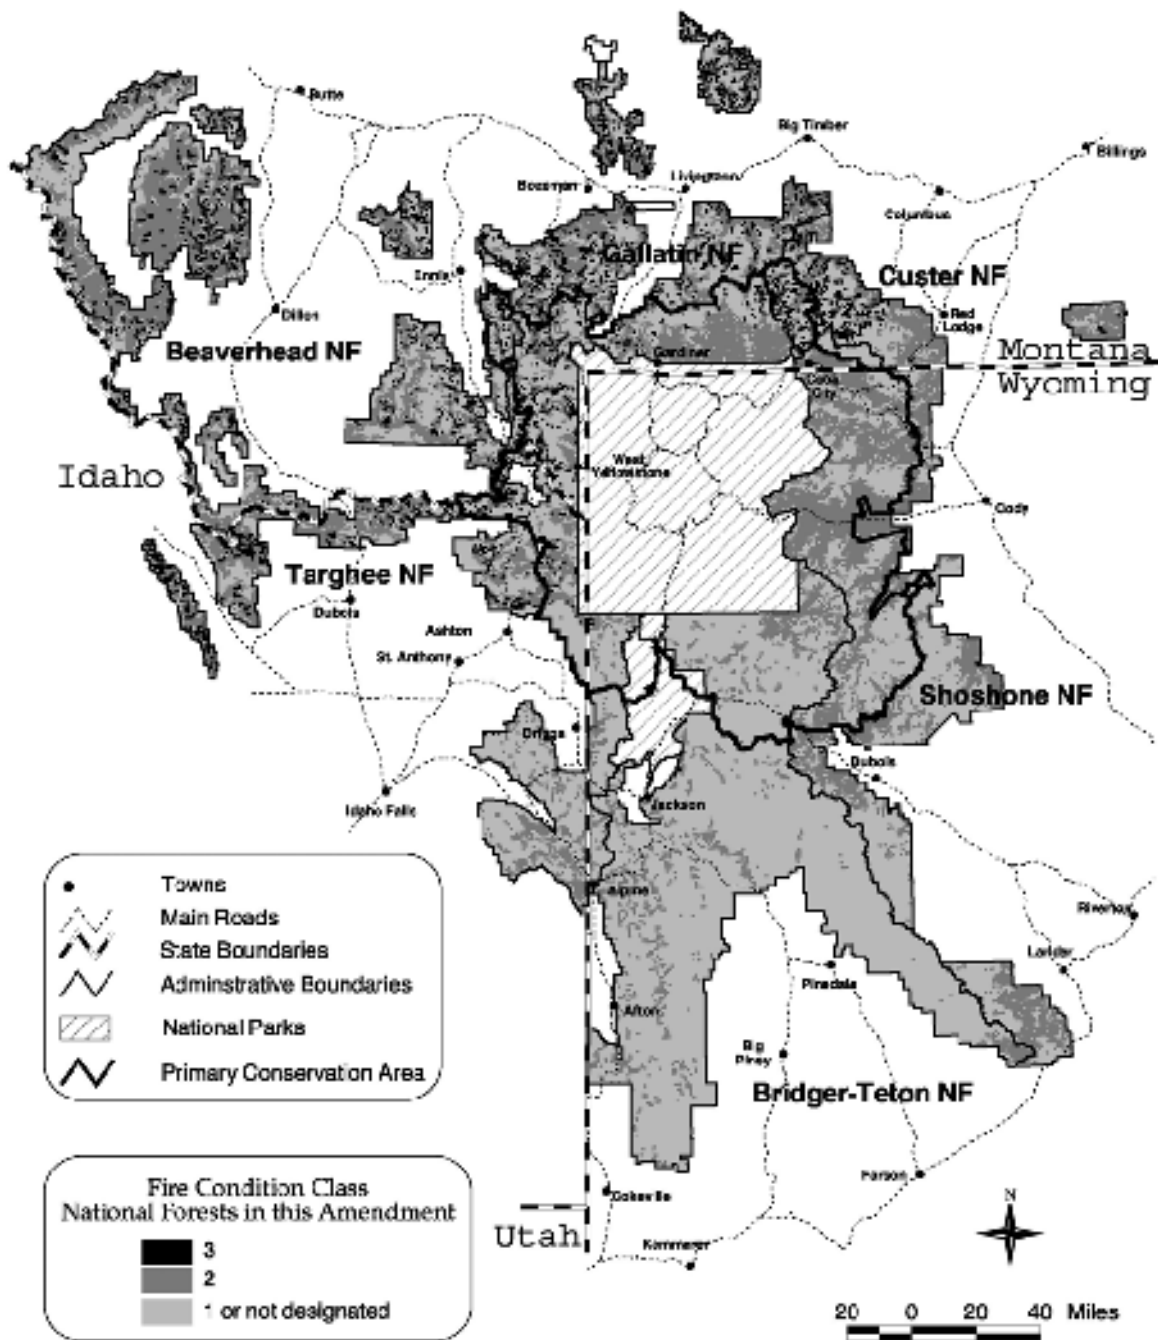 Butte
Big Timber
Billings
Bozeman
Livingston
Columbus
Gallatin NF
Custer NF
Ennis
Red
Lodge
Dillon
Beaverhead NF
Gardiner
Montana
Wyoming
Cooke
City
West
Yellowstone
Idaho
Cody
Targhee NF
Dubois
Ashton
St. Anthony
Shoshone NF
Driggs
Dubois
Idaho Falls
Jackson
Alpine
Riverton
Lander
Pinedale
Afton
Big
Piney
Bridger-Teton NF
Farson
Cokeville
Utah
Kemmerer
Towns
Main Roads
State Boundaries
Adminstrative Boundaries
National Parks
Primary Conservation Area
Fire Condition Class
National Forests in this Amendment
3
2
1 or not designated
N
20 0 20 40 Miles